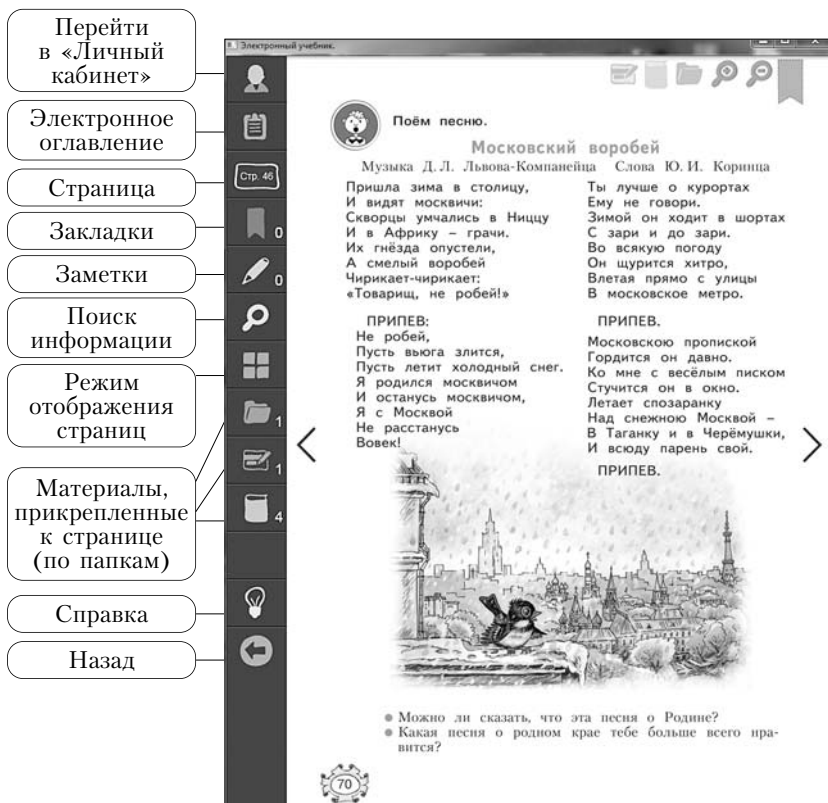 Перейти
в «Личный
кабинет»
Электронное
оглавление
Страница
Закладки
Заметки
Поиск
информации
Режим
отображения
страниц
Материалы,
прикрепленные
к странице
(по папкам)
Справка
Назад
Электронный учебник.
Стр. 46
0
0
1
1
4
Поём песню.
Московский воробей
Музыка Д. Л. Львова-Компанейца Слова Ю. И. Коринца
Пришла зима в столицу,
И видят москвичи:
Скворцы умчались в Ниццу
И в Африку – грачи.
Их гнёзда опустели,
А смелый воробей
Чирикает-чирикает:
«Товарищ, не робей!»
ПРИПЕВ:
Не робей,
Пусть вьюга злится,
Пусть летит холодный снег.
Я родился москвичом
И останусь москвичом,
Я с Москвой
Не расстанусь
Вовек!
Ты лучше о курортах
Ему не говори.
Зимой он ходит в шортах
С зари и до зари.
Во всякую погоду
Он щурится хитро,
Влетая прямо с улицы
В московское метро.
ПРИПЕВ.
Московскою пропиской
Гордится он давно.
Ко мне с весёлым писком
Стучится он в окно.
Летает спозаранку
Над снежною Москвой –
В Таганку и в Черёмушки,
И всюду парень свой.
ПРИПЕВ.
Можно ли сказать, что эта песня о Родине?
Какая песня о родном крае тебе больше всего нра-
вится?
70